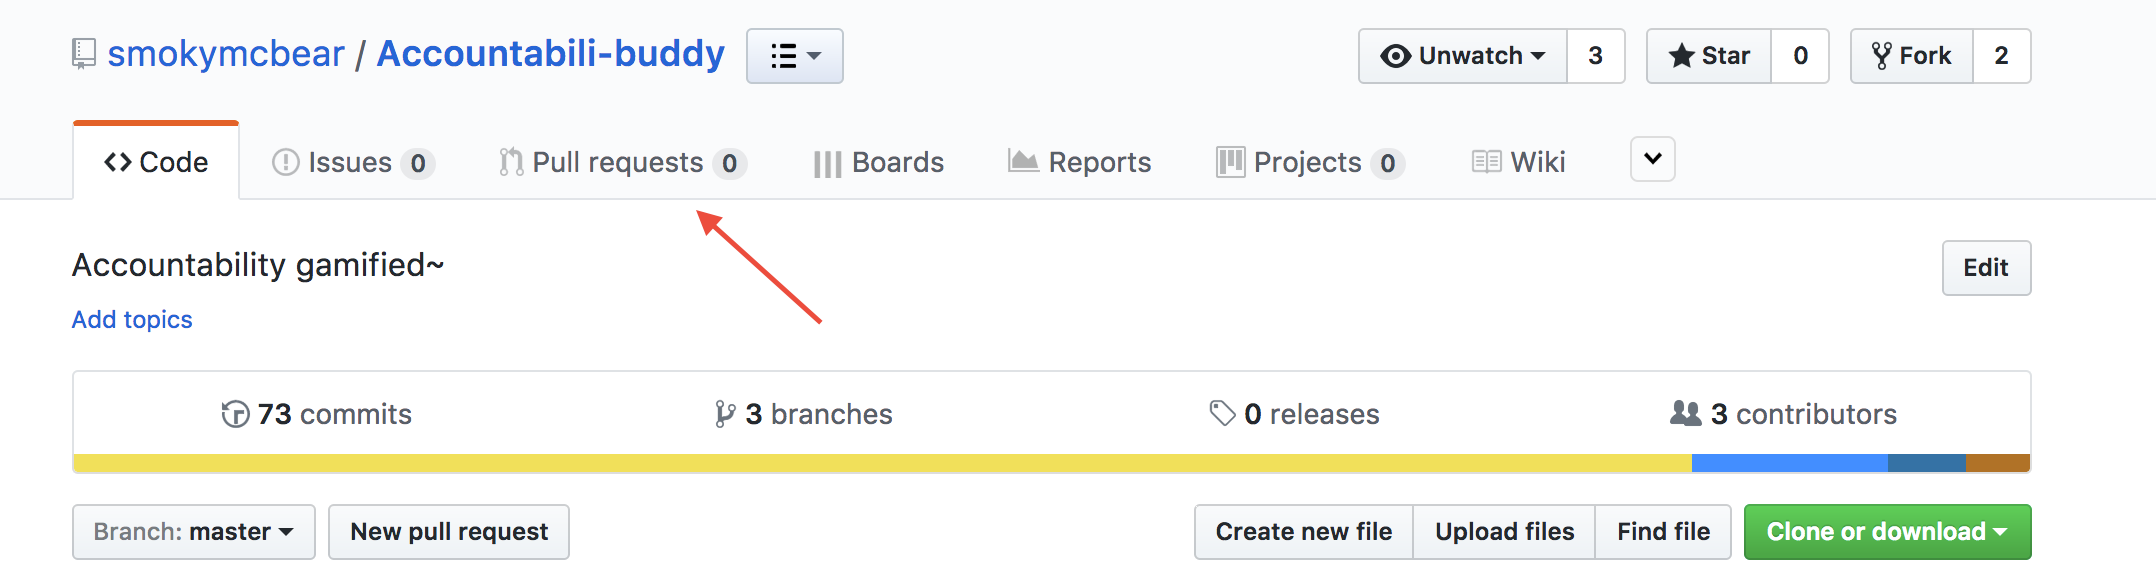 smokymcbear / Accountabili-buddy Unwatch 3 Star 0 Fork 2
Code Issues 0 Pull requests 0 Boards Reports Projects 0 Wiki
Accountability gamified~ Edit
Add topics
73 commits 3 branches 0 releases 3 contributors
Branch: master New pull request Create new file Upload files Find file Clone or download